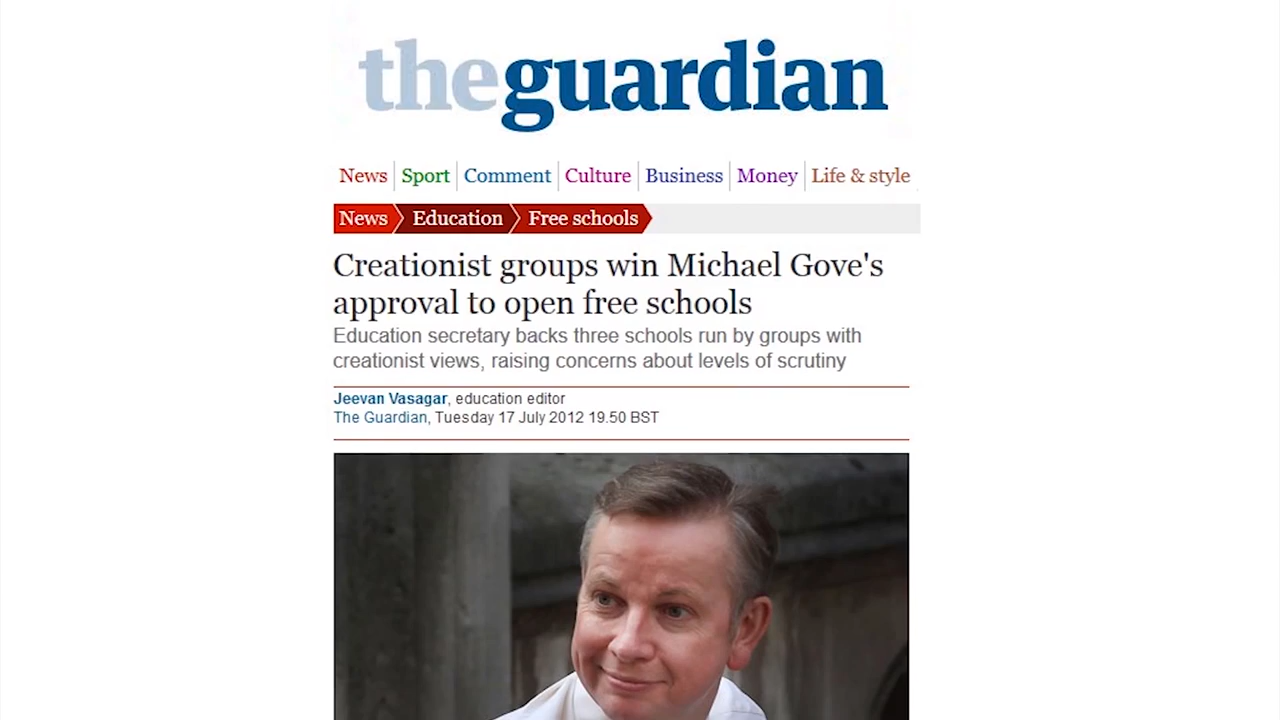 theguardian
News Sport Comment Culture Business Money Life & style
News Education Free schools
Creationist groups win Michael Gove's
approval to open free schools
Education secretary backs three schools run by groups with
creationist views, raising concerns about levels of scrutiny
Jeevan Vasagar, education editor
The Guardian, Tuesday 17 July 2012 19.50 BST